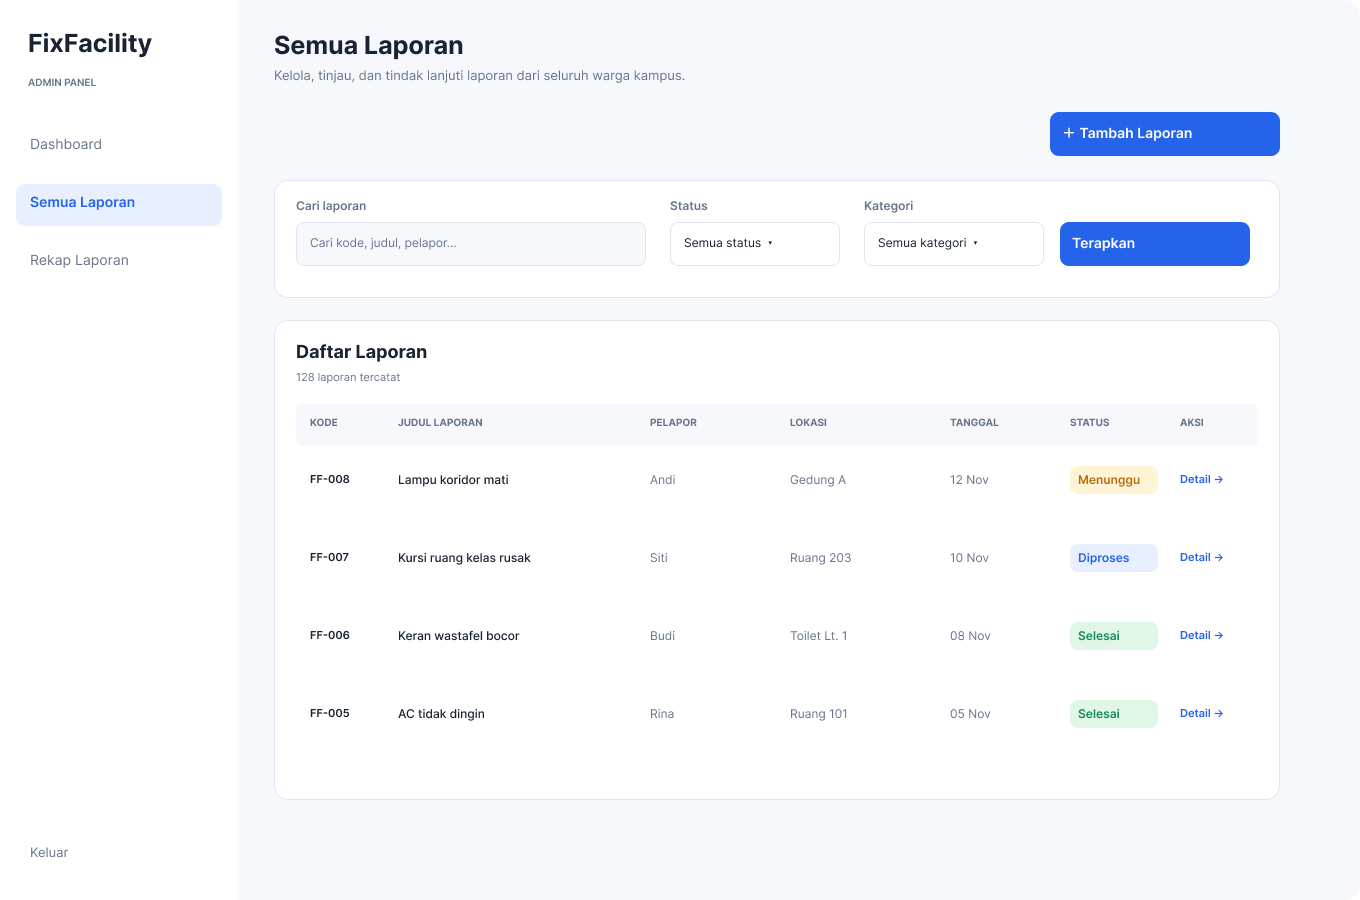 FixFacility
ADMIN PANEL
Dashboard
Semua Laporan
Rekap Laporan
Keluar
Semua Laporan
Kelola, tinjau, dan tindak lanjuti laporan dari seluruh warga kampus.
+ Tambah Laporan
Cari laporan Status Kategori
Cari kode, judul, pelapor... Semua status ▾ Semua kategori ▾ Terapkan
Daftar Laporan
128 laporan tercatat
KODE JUDUL LAPORAN PELAPOR LOKASI TANGGAL STATUS AKSI
FF-008 Lampu koridor mati Andi Gedung A 12 Nov Menunggu Detail →
FF-007 Kursi ruang kelas rusak Siti Ruang 203 10 Nov Diproses Detail →
FF-006 Keran wastafel bocor Budi Toilet Lt. 1 08 Nov Selesai Detail →
FF-005 AC tidak dingin Rina Ruang 101 05 Nov Selesai Detail →